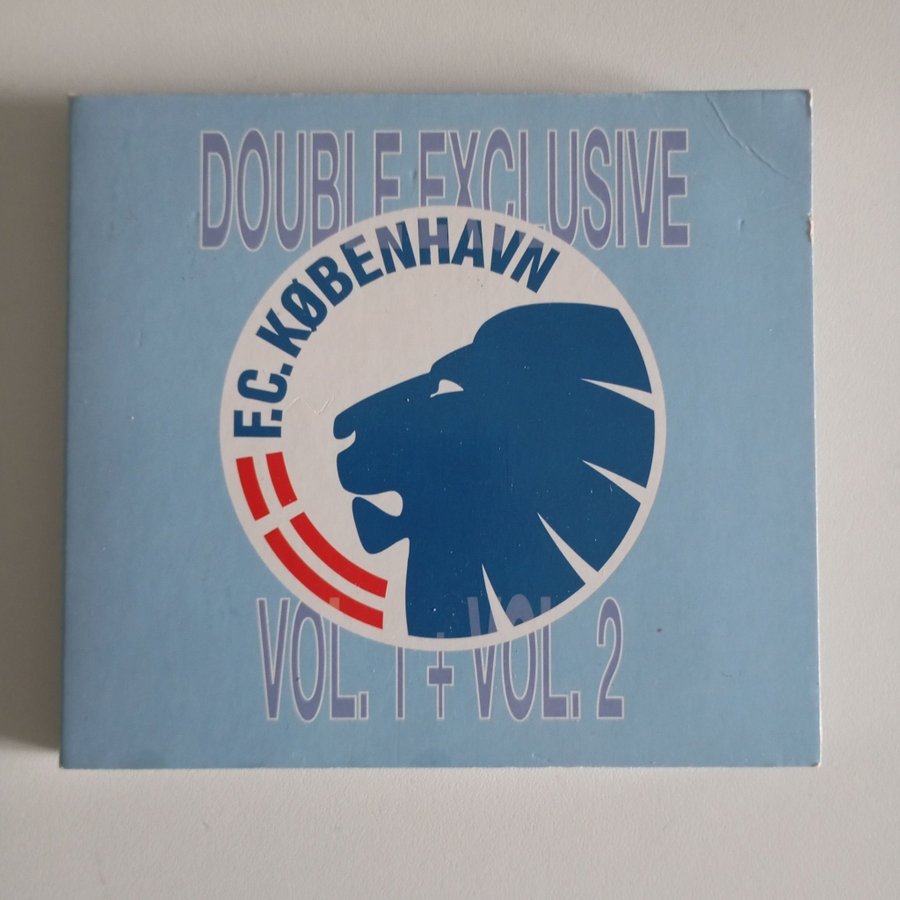 DOUBLE EXCLUSIVE
F.C. KØBENHAVN
VOL. 1 + VOL. 2